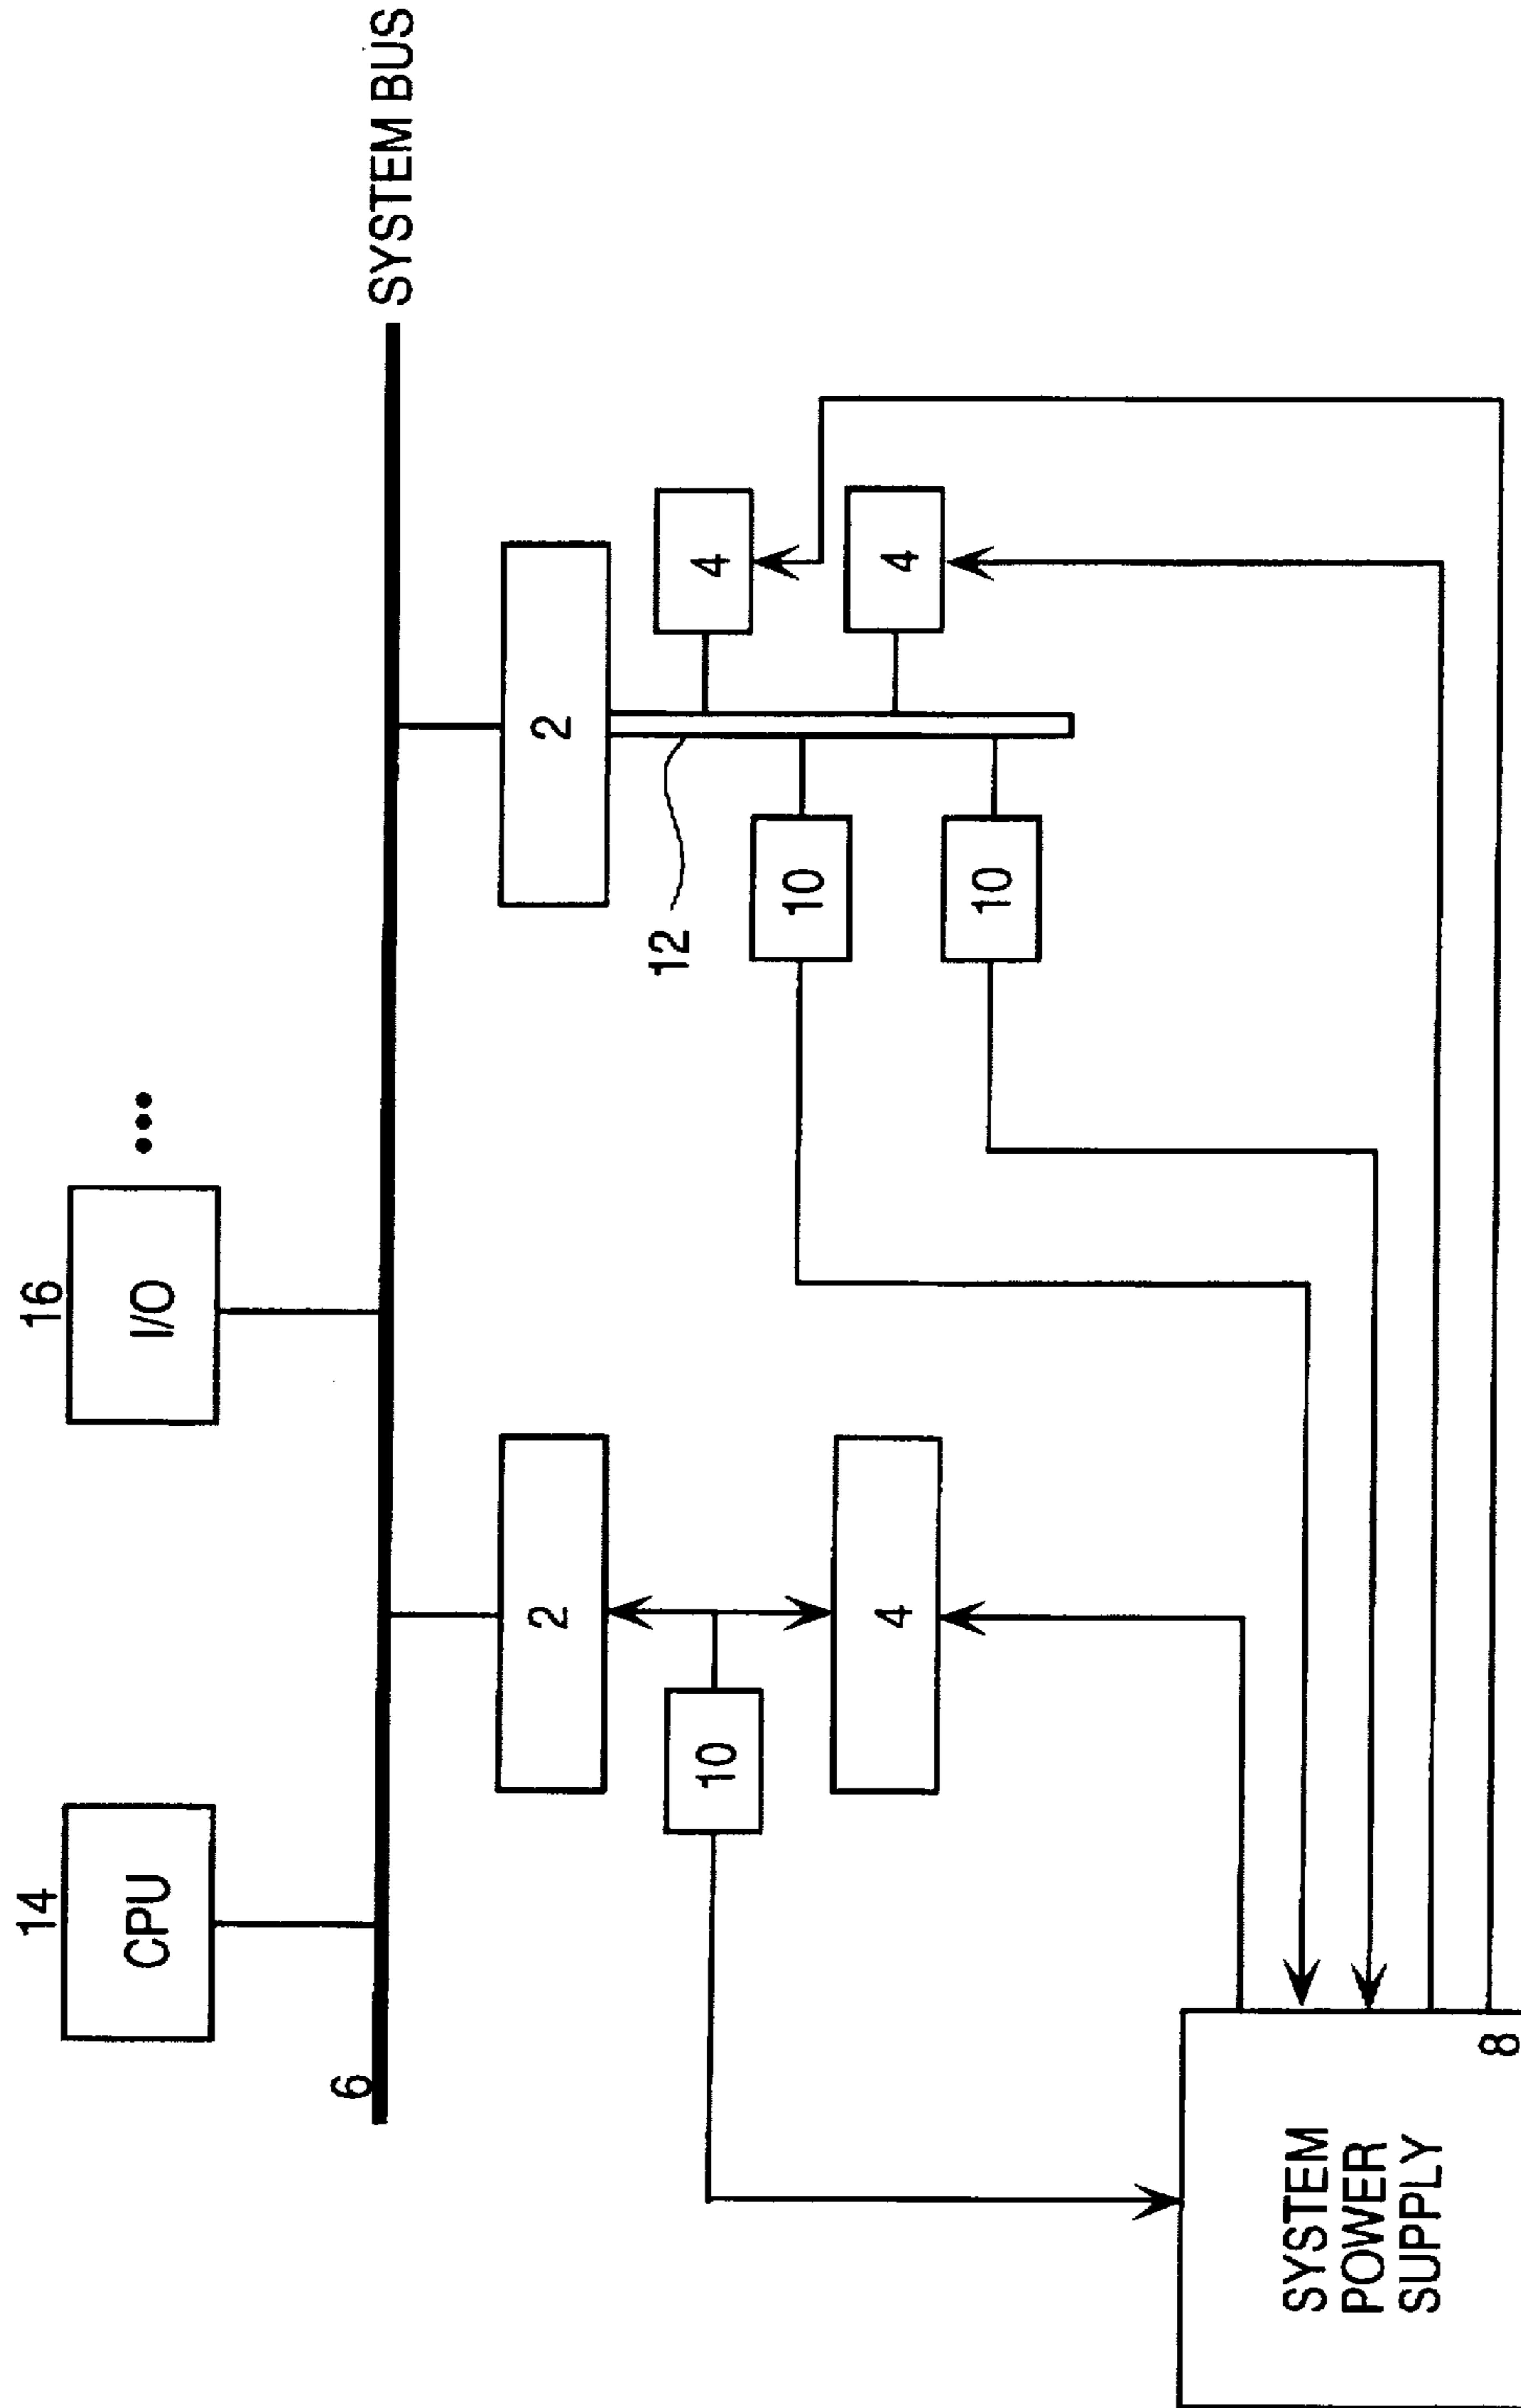 14
CPU
16
I/O
•••
6
SYSTEM BUS
2
2
10
4
12
4
10
4
10
SYSTEM
POWER
SUPPLY
8